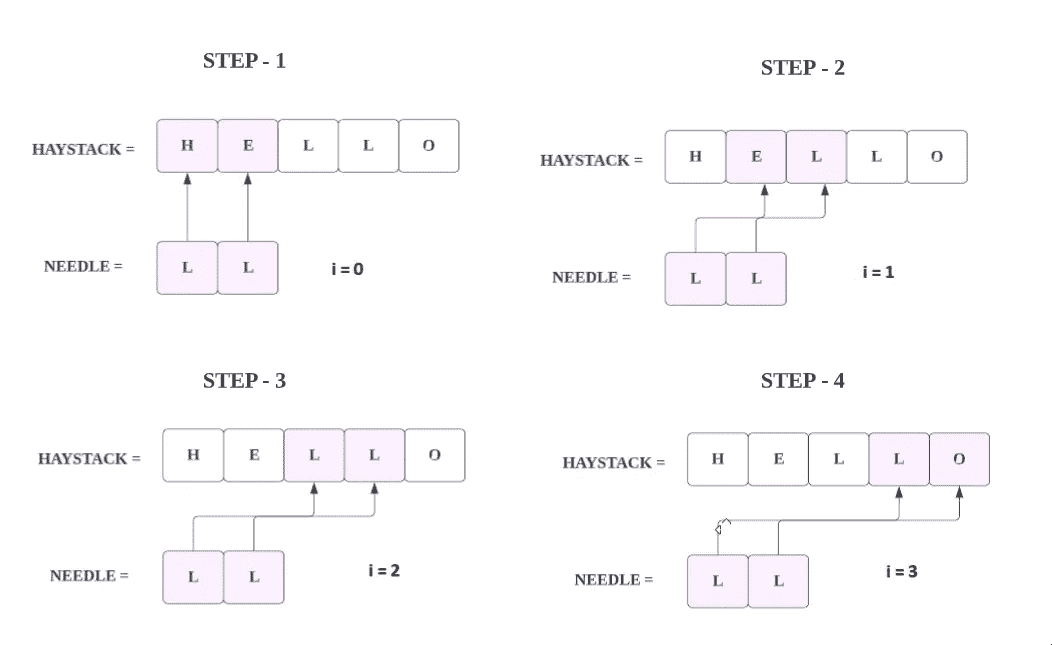 STEP - 1
HAYSTACK = H E L L O
NEEDLE = L L i = 0
STEP - 2
HAYSTACK = H E L L O
NEEDLE = L L i = 1
STEP - 3
HAYSTACK = H E L L O
NEEDLE = L L i = 2
STEP - 4
HAYSTACK = H E L L O
NEEDLE = L L i = 3